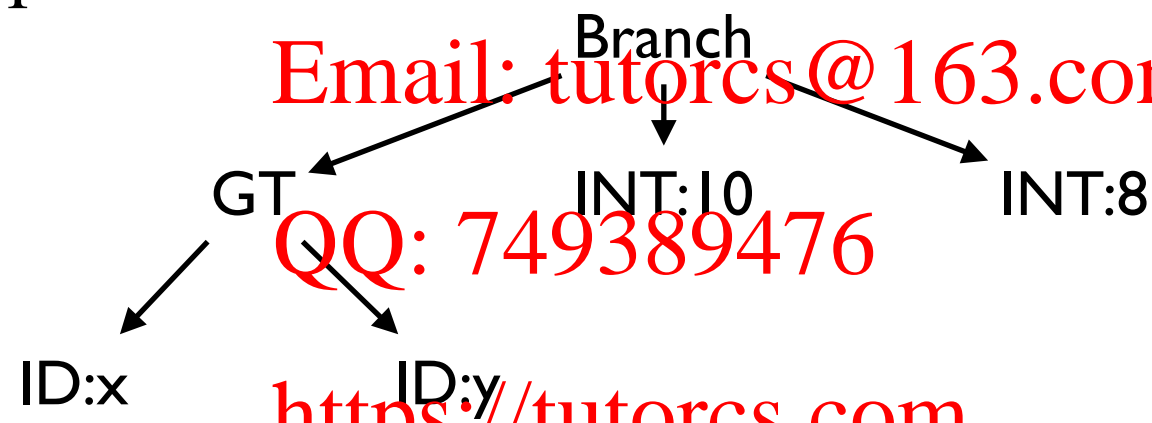 Branch
Email: tutorcs@163.com
GT INT:10 INT:8
QQ: 749389476
ID:x ID:y
https://tutorcs.com